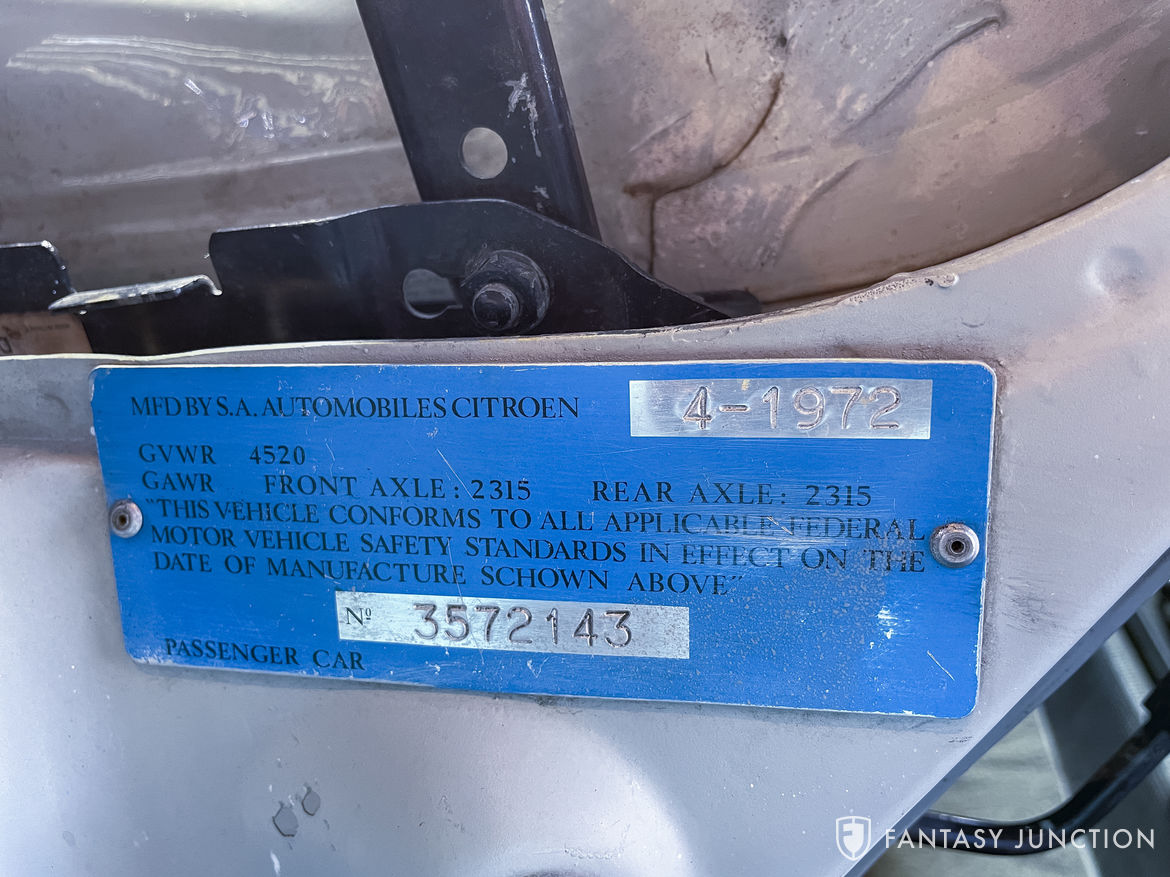 MFD BY S.A. AUTOMOBILES CITROEN 4-1972
GVWR 4520
GAWR FRONT AXLE: 2315 REAR AXLE: 2315
"THIS VEHICLE CONFORMS TO ALL APPLICABLE FEDERAL
MOTOR VEHICLE SAFETY STANDARDS IN EFFECT ON THE
DATE OF MANUFACTURE SCHOWN ABOVE"
Nº 3572143
PASSENGER CAR
FANTASY JUNCTION